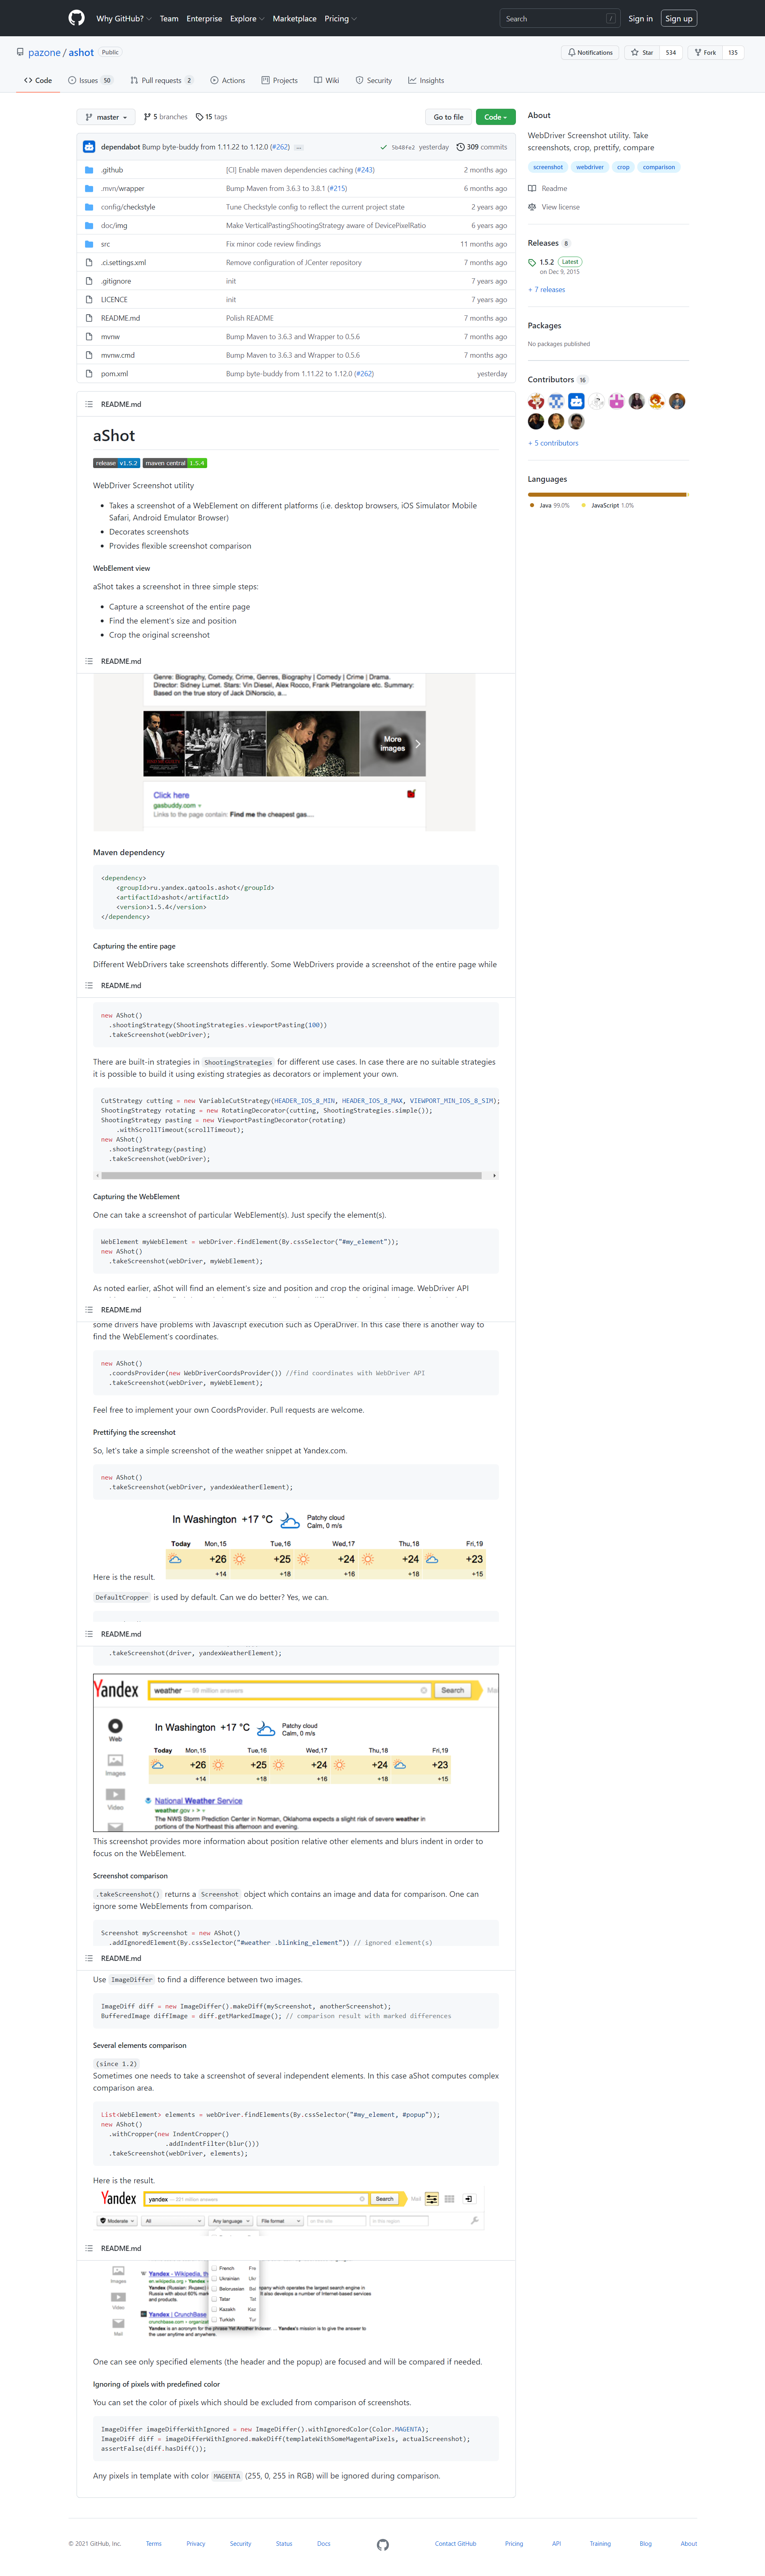 Why GitHub? Team Enterprise Explore Marketplace Pricing Search / Sign in Sign up
pazone / ashot Public Notifications Star 534 Fork 135
Code Issues 50 Pull requests 2 Actions Projects Wiki Security Insights
master 5 branches 15 tags Go to file Code
dependabot Bump byte-buddy from 1.11.22 to 1.12.0 (#262) ... 5b48fe2 yesterday 309 commits
.github [CI] Enable maven dependencies caching (#243) 2 months ago
.mvn/wrapper Bump Maven from 3.6.3 to 3.8.1 (#215) 6 months ago
config/checkstyle Tune Checkstyle config to reflect the current project state 2 years ago
doc/img Make VerticalPastingShootingStrategy aware of DevicePixelRatio 6 years ago
src Fix minor code review findings 11 months ago
.ci.settings.xml Remove configuration of JCenter repository 7 months ago
.gitignore init 7 years ago
LICENCE init 7 years ago
README.md Polish README 7 months ago
mvnw Bump Maven to 3.6.3 and Wrapper to 0.5.6 7 months ago
mvnw.cmd Bump Maven to 3.6.3 and Wrapper to 0.5.6 7 months ago
pom.xml Bump byte-buddy from 1.11.22 to 1.12.0 (#262) yesterday
About
WebDriver Screenshot utility. Take
screenshots, crop, prettify, compare
screenshot webdriver crop comparison
Readme
View license
Releases 8
1.5.2 Latest
on Dec 9, 2015
+ 7 releases
Packages
No packages published
Contributors 16
+ 5 contributors
Languages
Java 99.0% JavaScript 1.0%
README.md
aShot
release v1.5.2 maven central 1.5.4
WebDriver Screenshot utility
• Takes a screenshot of a WebElement on different platforms (i.e. desktop browsers, iOS Simulator Mobile
Safari, Android Emulator Browser)
• Decorates screenshots
• Provides flexible screenshot comparison
WebElement view
aShot takes a screenshot in three simple steps:
• Capture a screenshot of the entire page
• Find the element's size and position
• Crop the original screenshot
README.md
Genre: Biography, Comedy, Crime, Genres, Biography | Comedy | Crime | Drama.
Director: Sidney Lumet. Stars: Vin Diesel, Alex Rocco, Frank Pietrangolare etc. Summary:
Based on the true story of Jack DiNorscio, a...
More
images
Click here
gasbuddy.com »
Links to the page contain: Find me the cheapest gas....
Maven dependency
<dependency>
<groupId>ru.yandex.qatools.ashot</groupId>
<artifactId>ashot</artifactId>
<version>1.5.4</version>
</dependency>
Capturing the entire page
Different WebDrivers take screenshots differently. Some WebDrivers provide a screenshot of the entire page while
README.md
new AShot()
.shootingStrategy(ShootingStrategies.viewportPasting(100))
.takeScreenshot(webDriver);
There are built-in strategies in ShootingStrategies for different use cases. In case there are no suitable strategies
it is possible to build it using existing strategies as decorators or implement your own.
CutStrategy cutting = new VariableCutStrategy(HEADER_IOS_8_MIN, HEADER_IOS_8_MAX, VIEWPORT_MIN_IOS_8_SIM);
ShootingStrategy rotating = new RotatingDecorator(cutting, ShootingStrategies.simple());
ShootingStrategy pasting = new ViewportPastingDecorator(rotating)
.withScrollTimeout(scrollTimeout);
new AShot()
.shootingStrategy(pasting)
.takeScreenshot(webDriver);
Capturing the WebElement
One can take a screenshot of particular WebElement(s). Just specify the element(s).
WebElement myWebElement = webDriver.findElement(By.cssSelector("#my_element"));
new AShot()
.takeScreenshot(webDriver, myWebElement);
As noted earlier, aShot will find an element's size and position and crop the original image. WebDriver API
README.md
some drivers have problems with Javascript execution such as OperaDriver. In this case there is another way to
find the WebElement's coordinates.
new AShot()
.coordsProvider(new WebDriverCoordsProvider()) //find coordinates with WebDriver API
.takeScreenshot(webDriver, myWebElement);
Feel free to implement your own CoordsProvider. Pull requests are welcome.
Prettifying the screenshot
So, let's take a simple screenshot of the weather snippet at Yandex.com.
new AShot()
.takeScreenshot(webDriver, yandexWeatherElement);
In Washington +17 °C Patchy cloud
Calm, 0 m/s
Today Mon,15 Tue,16 Wed,17 Thu,18 Fri,19
+26 +25 +24 +24 +23
+14 +18 +16 +18
Here is the result.
DefaultCropper is used by default. Can we do better? Yes, we can.
README.md
.takeScreenshot(driver, yandexWeatherElement);
Yandex weather — 99 million answers Search Mai
Web In Washington +17 °C Patchy cloud
Calm, 0 m/s
Images Today Mon,15 Tue,16 Wed,17 Thu,18 Fri,19
+26 +25 +24 +24 +23
Video +14 +18 +16 +18 +15
National Weather Service
weather.gov › » ›
Maps The NWS Storm Prediction Center in Norman, Oklahoma expects a slight risk of severe weather in
portions of the Northeast this afternoon and evening.
This screenshot provides more information about position relative other elements and blurs indent in order to
focus on the WebElement.
Screenshot comparison
.takeScreenshot() returns a Screenshot object which contains an image and data for comparison. One can
ignore some WebElements from comparison.
Screenshot myScreenshot = new AShot()
.addIgnoredElement(By.cssSelector("#weather .blinking_element")) // ignored element(s)
README.md
Use ImageDiffer to find a difference between two images.
ImageDiff diff = new ImageDiffer().makeDiff(myScreenshot, anotherScreenshot);
BufferedImage diffImage = diff.getMarkedImage(); // comparison result with marked differences
Several elements comparison
(since 1.2)
Sometimes one needs to take a screenshot of several independent elements. In this case aShot computes complex
comparison area.
List<WebElement> elements = webDriver.findElements(By.cssSelector("#my_element, #popup"));
new AShot()
.withCropper(new IndentCropper()
.addIndentFilter(blur()))
.takeScreenshot(webDriver, elements);
Here is the result.
Yandex yandex — 231 million answers Search Mail
Moderate All Any language File format on the site in this region
README.md
Images Yandex - Wikipedia, th French Fre
Ukrainian Ukr
Video Belorussian Bel
Tatar Tat
Yandex | CrunchBase Kazakh Kaz
Mail Turkish Tur
One can see only specified elements (the header and the popup) are focused and will be compared if needed.
Ignoring of pixels with predefined color
You can set the color of pixels which should be excluded from comparison of screenshots.
ImageDiffer imageDifferWithIgnored = new ImageDiffer().withIgnoredColor(Color.MAGENTA);
ImageDiff diff = imageDifferWithIgnored.makeDiff(templateWithSomeMagentaPixels, actualScreenshot);
assertFalse(diff.hasDiff());
Any pixels in template with color MAGENTA (255, 0, 255 in RGB) will be ignored during comparison.
© 2021 GitHub, Inc. Terms Privacy Security Status Docs Contact GitHub Pricing API Training Blog About